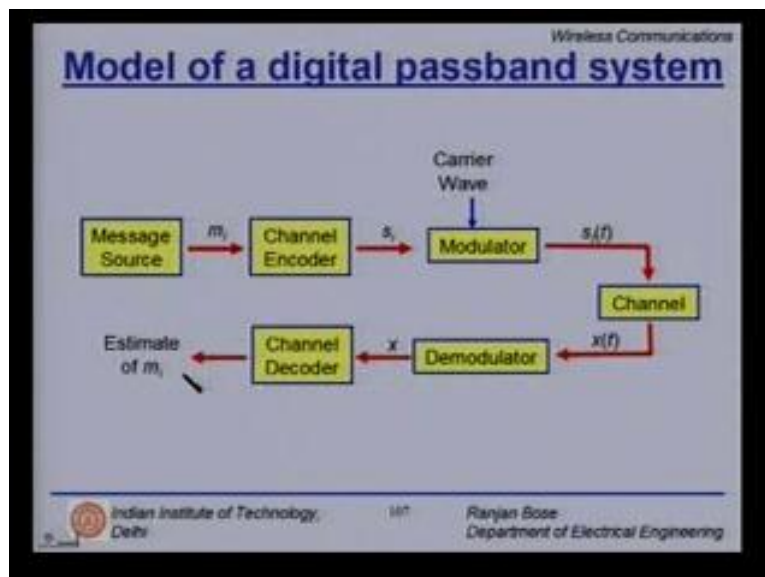 Wireless Communications
Model of a digital passband system
Carrier
Wave
Message
Source
mi
Channel
Encoder
si
Modulator
si(t)
Channel
Estimate
of mi
Channel
Decoder
x
Demodulator
x(t)
Indian Institute of Technology,
Delhi
Ranjan Bose
Department of Electrical Engineering